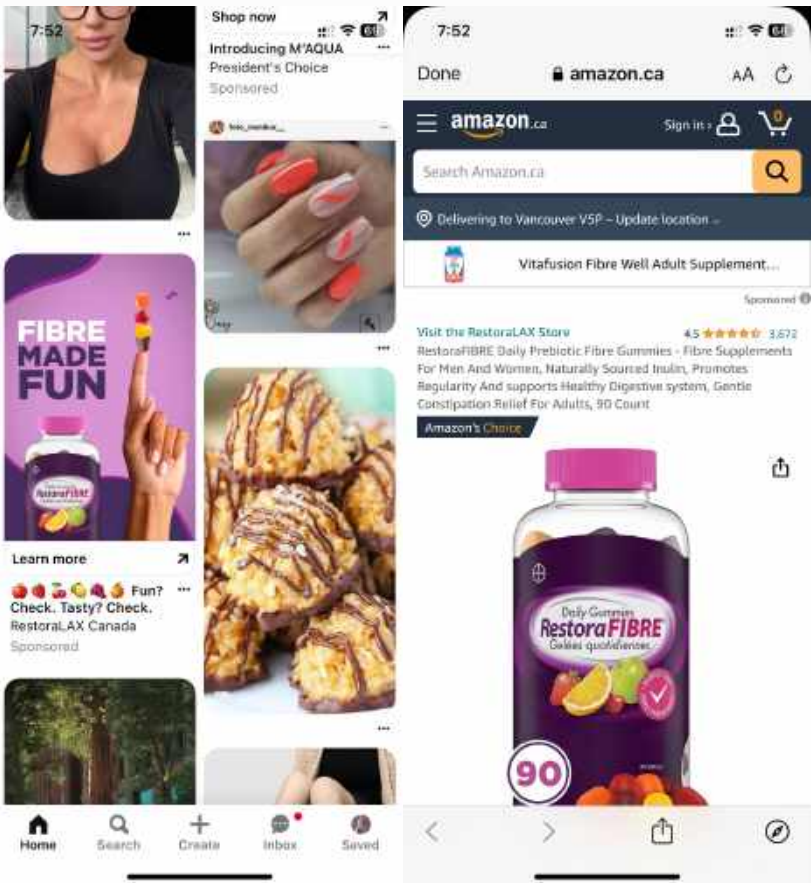 7:52
Shop now
Introducing M'AQUA
President's Choice
Sponsored
FIBRE
MADE
FUN
RestoraFIBRE
Learn more
Fun?
Check. Tasty? Check.
RestoraLAX Canada
Sponsored
Home
Search
Create
Inbox
Saved
7:52
Done
amazon.ca
AA
amazon.ca
Sign in ›
0
Search Amazon.ca
Delivering to Vancouver V5P – Update location
Vitafusion Fibre Well Adult Supplement...
Sponsored
Visit the RestoraLAX Store
4.5 3,672
RestoraFIBRE Daily Prebiotic Fibre Gummies - Fibre Supplements
For Men And Women, Naturally Sourced Inulin, Promotes
Regularity And supports Healthy Digestive system, Gentle
Constipation Relief For Adults, 90 Count
Amazon's Choice
Daily Gummies
RestoraFIBRE
Gelées quotidiennes
90